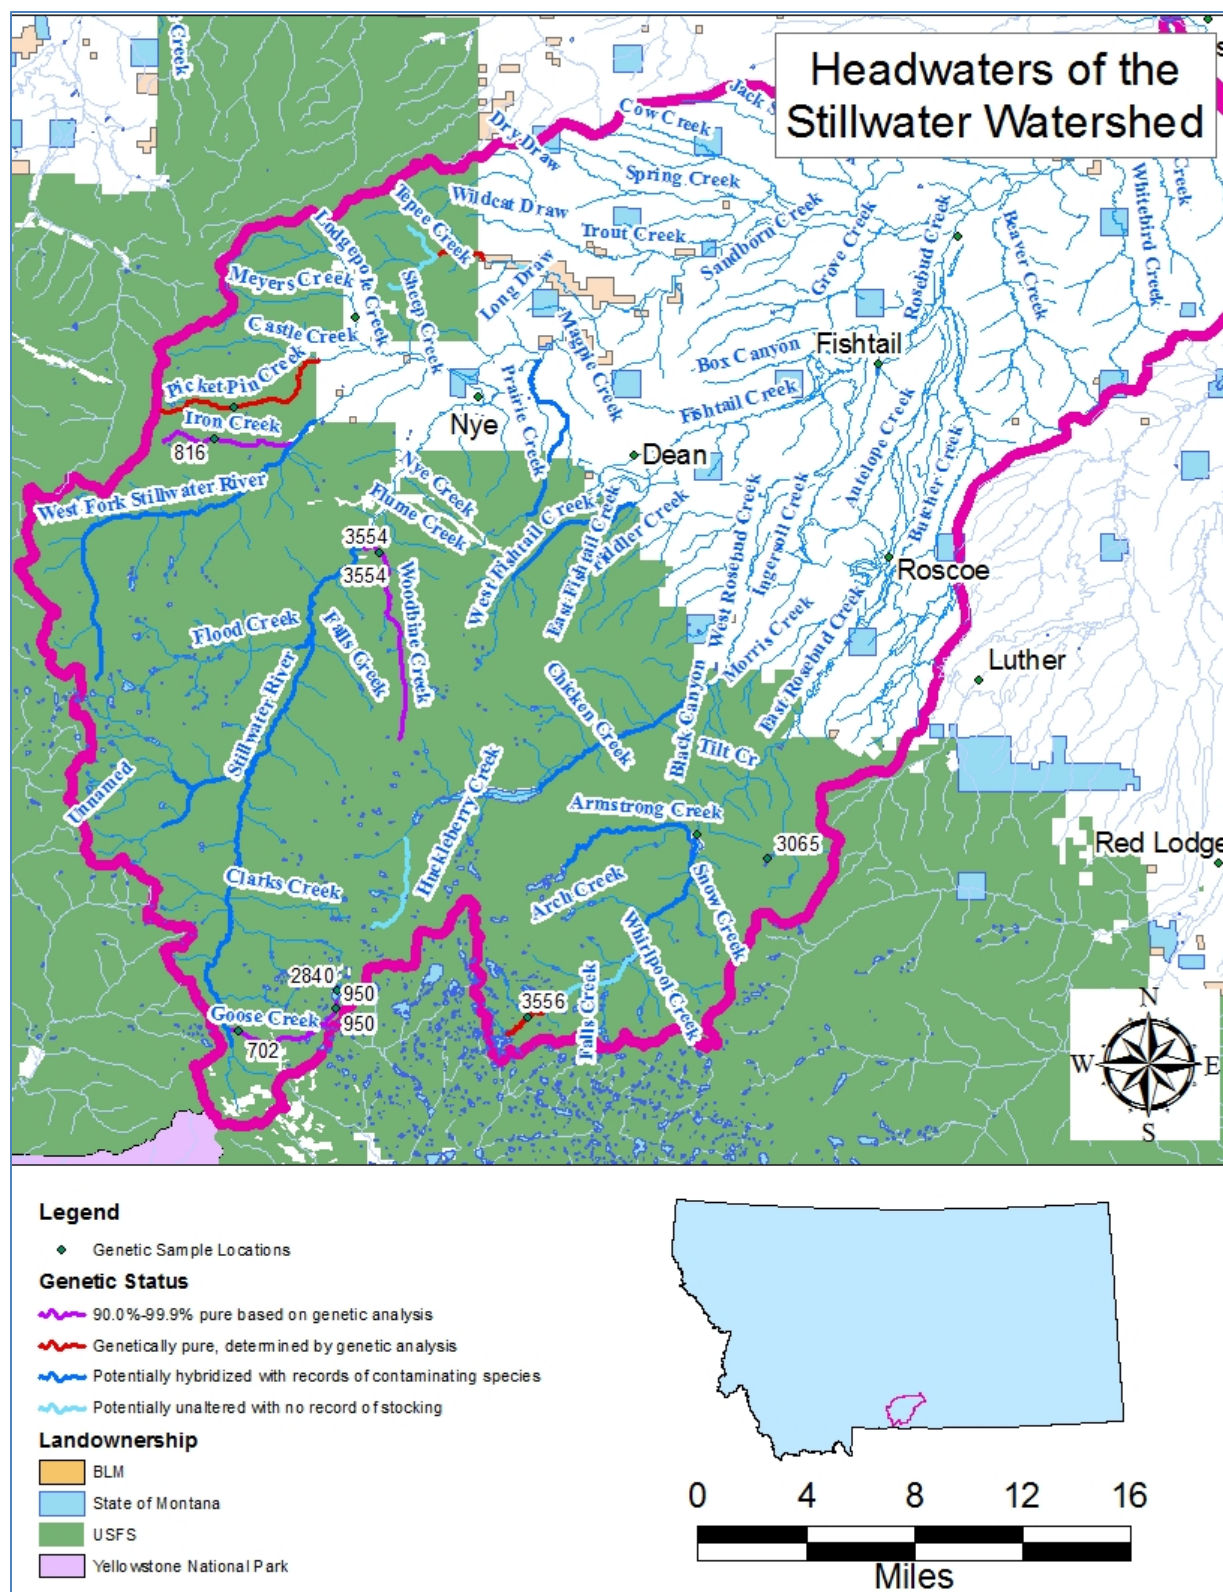 Headwaters of the
Stillwater Watershed
Creek
Jack S
Cow Creek
Dry Draw
Spring Creek
Wildcat Draw
Tepee Creek
Trout Creek
Sandborn Creek
Grove Creek
Rosebud Creek
Beaver Creek
Whitebird Creek
Creek
Lodgepole Creek
Meyers Creek
Sheep Creek
Long Draw
Castle Creek
Magpie Creek
Box Canyon
Fishtail
Picket Pin Creek
Prairie Creek
Fishtail Creek
Iron Creek
Nye
816
Dean
Antelope Creek
Butcher Creek
West Fork Stillwater River
Nye Creek
Flume Creek
3554
3554
West Fishtail Creek
East Fishtail Creek
Fiddler Creek
West Rosebud Creek
Ingersoll Creek
Roscoe
Woodbine Creek
Flood Creek
Falls Creek
Morris Creek
East Rosebud Creek
Luther
Stillwater River
Chicken Creek
Black Canyon
Tilt Cr
Unnamed
Huckleberry Creek
Armstrong Creek
3065
Red Lodge
Clarks Creek
Arch Creek
Snow Creek
Whirlpool Creek
2840
950
3556
Falls Creek
Goose Creek
950
702
N
W E
S
Legend
Genetic Sample Locations
Genetic Status
90.0%-99.9% pure based on genetic analysis
Genetically pure, determined by genetic analysis
Potentially hybridized with records of contaminating species
Potentially unaltered with no record of stocking
Landownership
BLM
State of Montana
USFS
Yellowstone National Park
0 4 8 12 16
Miles